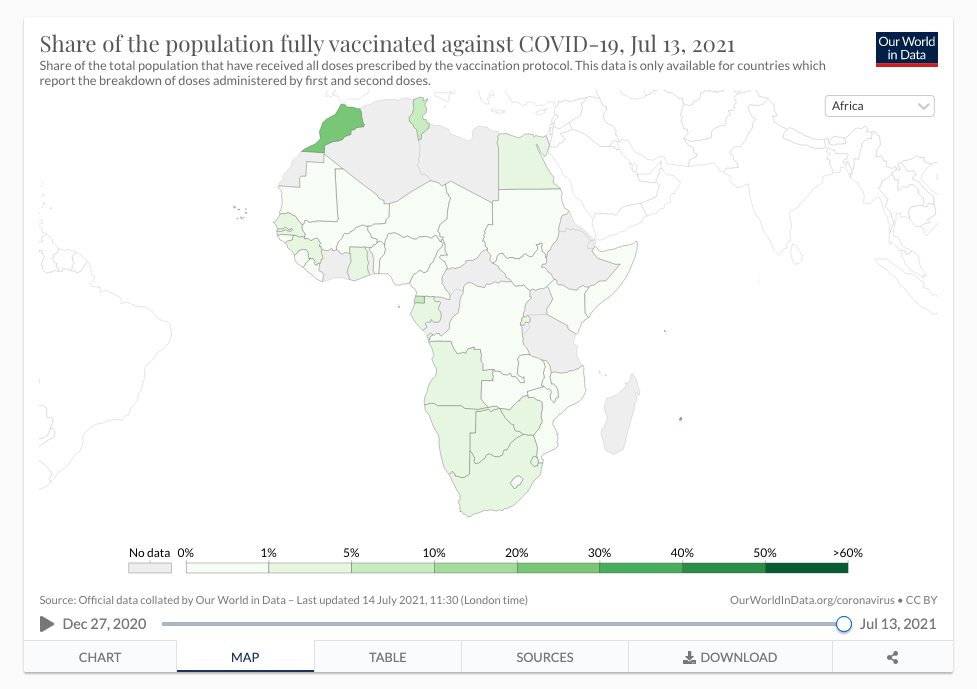 Share of the population fully vaccinated against COVID-19, Jul 13, 2021
Our World
in Data
Share of the total population that have received all doses prescribed by the vaccination protocol. This data is only available for countries which
report the breakdown of doses administered by first and second doses.
Africa
No data 0% 1% 5% 10% 20% 30% 40% 50% >60%
Source: Official data collated by Our World in Data – Last updated 14 July 2021, 11:30 (London time)
OurWorldInData.org/coronavirus • CC BY
Dec 27, 2020
Jul 13, 2021
CHART MAP TABLE SOURCES DOWNLOAD